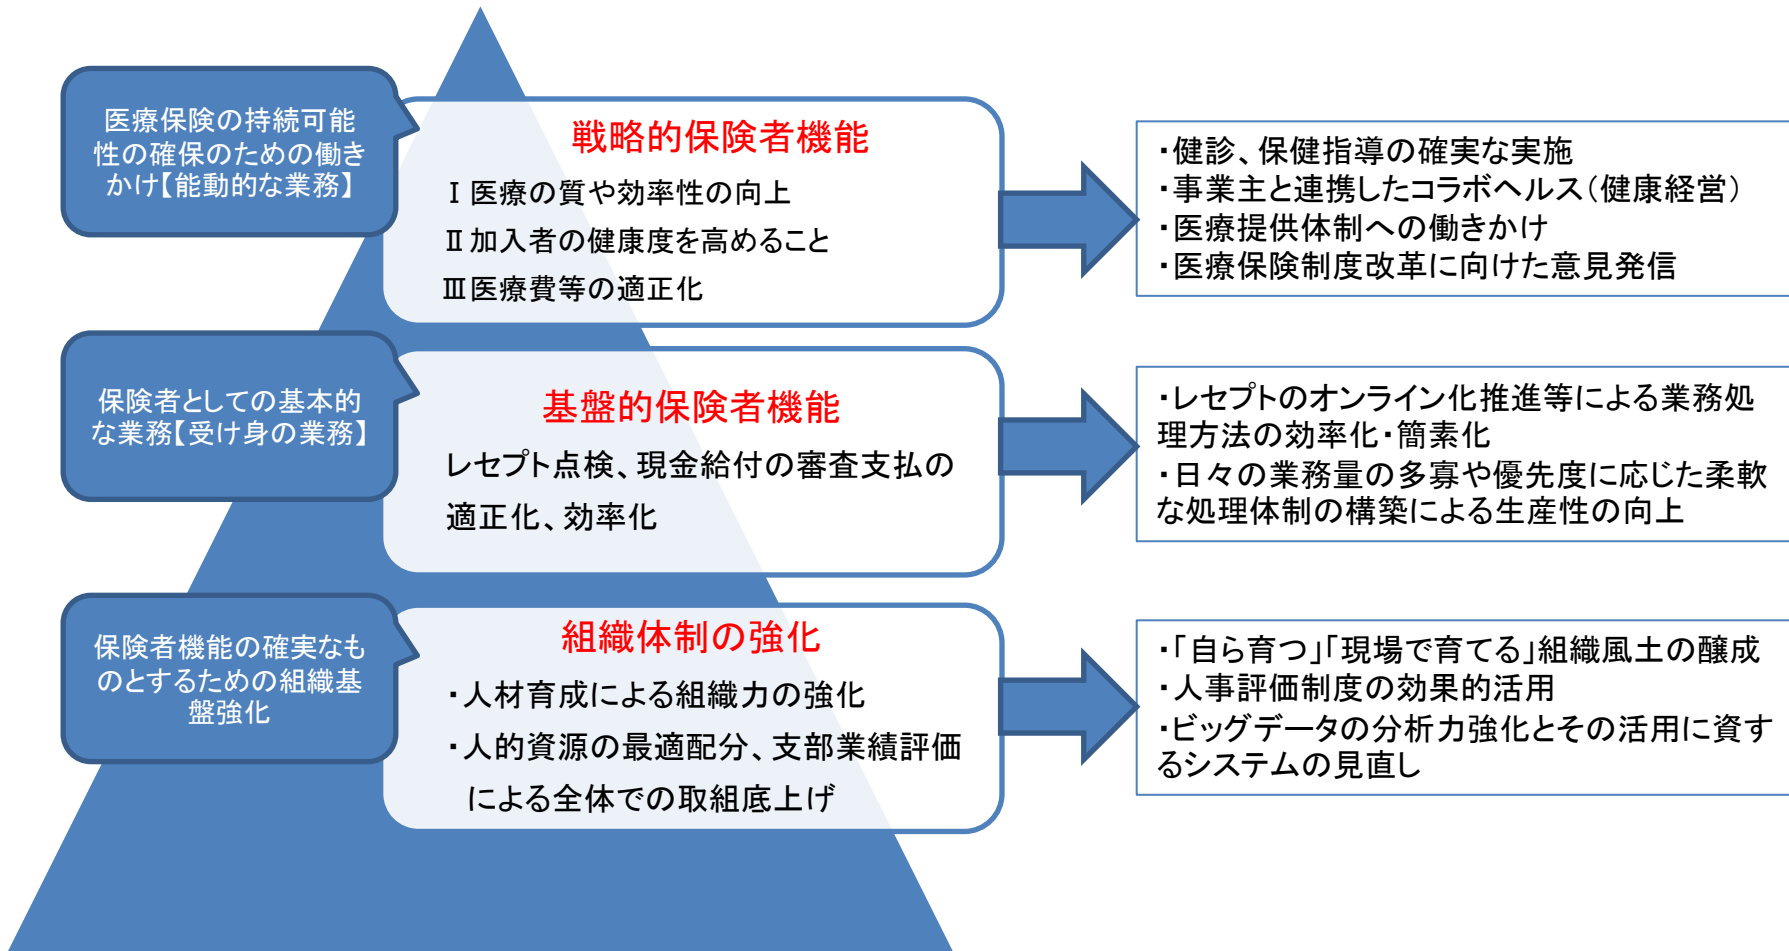 医療保険の持続可能
性の確保のための働き
かけ【能動的な業務】
戦略的保険者機能
Ⅰ医療の質や効率性の向上
Ⅱ加入者の健康度を高めること
Ⅲ医療費等の適正化
・健診、保健指導の確実な実施
・事業主と連携したコラボヘルス（健康経営）
・医療提供体制への働きかけ
・医療保険制度改革に向けた意見発信
保険者としての基本的
な業務【受け身の業務】
基盤的保険者機能
レセプト点検、現金給付の審査支払の
適正化、効率化
・レセプトのオンライン化推進等による業務処
理方法の効率化・簡素化
・日々の業務量の多寡や優先度に応じた柔軟
な処理体制の構築による生産性の向上
保険者機能の確実なも
のとするための組織基
盤強化
組織体制の強化
・人材育成による組織力の強化
・人的資源の最適配分、支部業績評価
による全体での取組底上げ
・「自ら育つ」「現場で育てる」組織風土の醸成
・人事評価制度の効果的活用
・ビッグデータの分析力強化とその活用に資す
るシステムの見直し